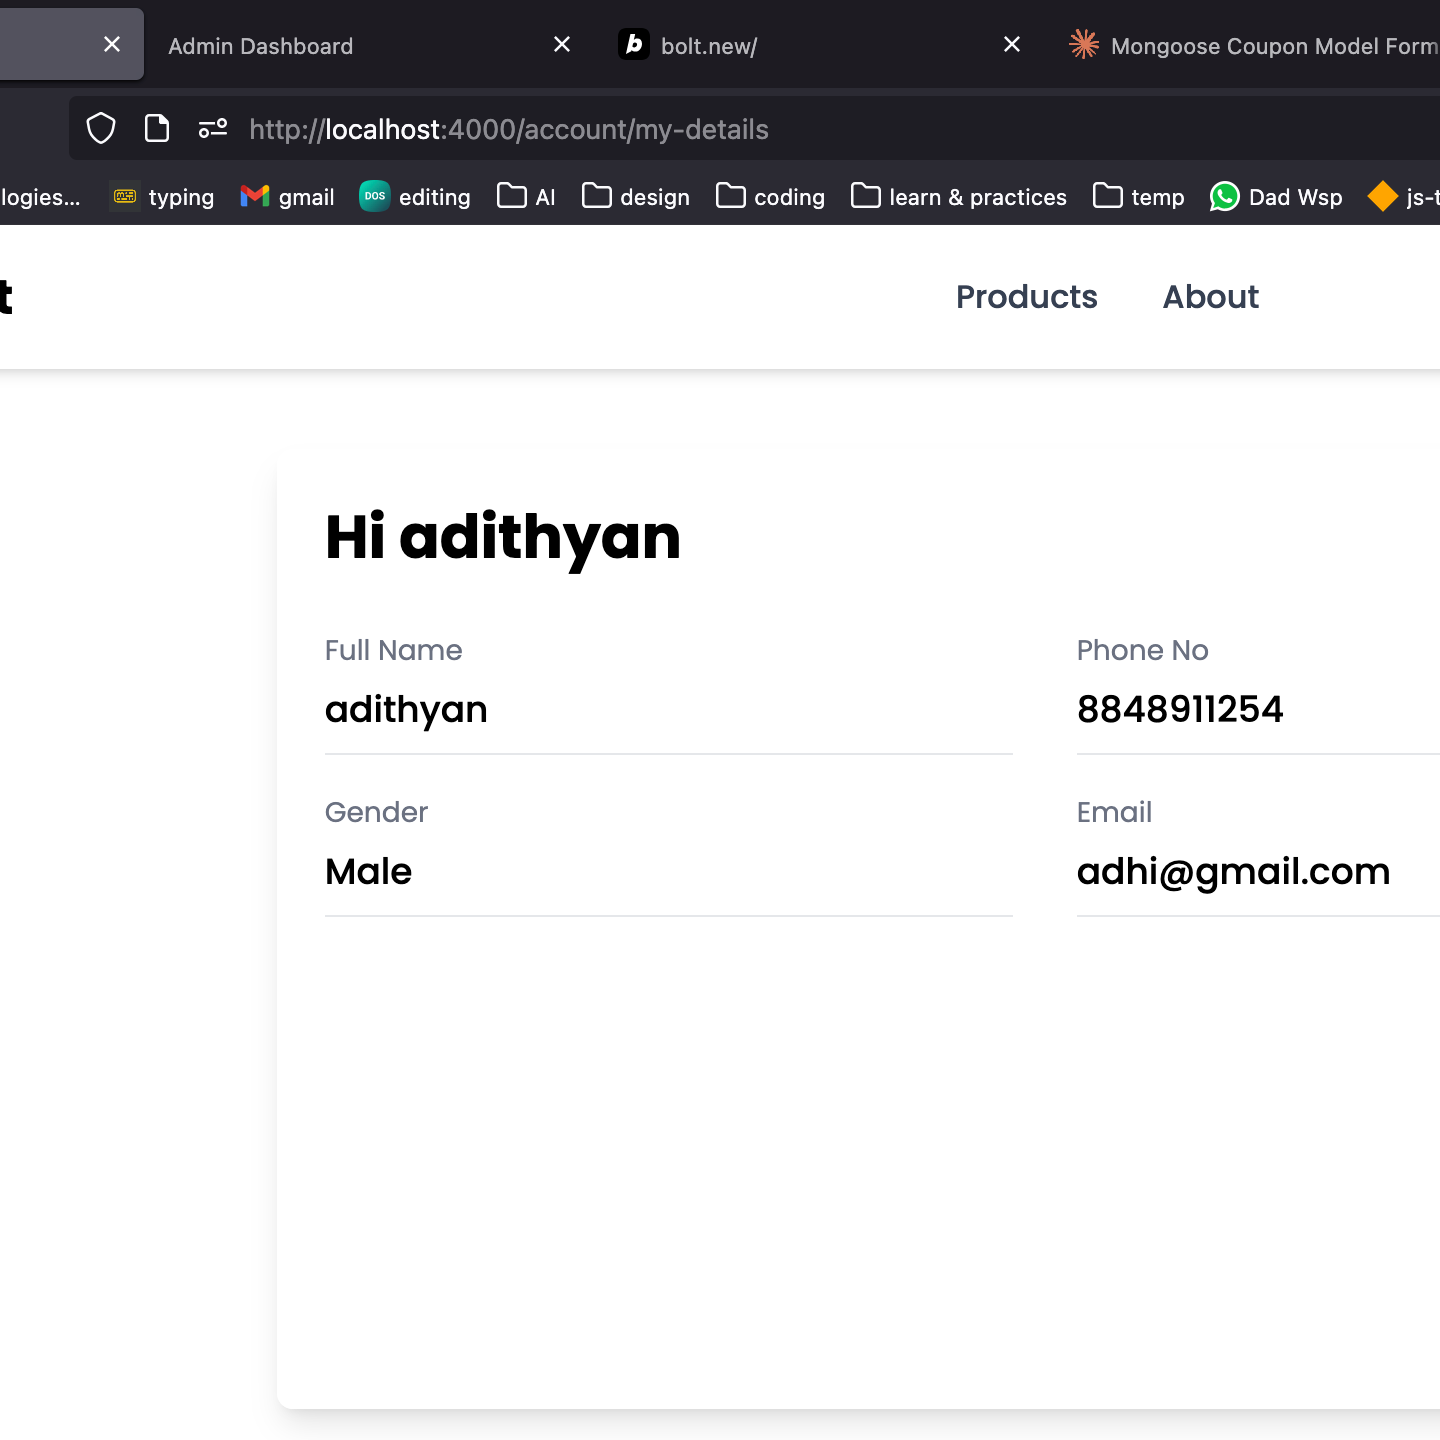 Admin Dashboard
bolt.new/
Mongoose Coupon Model Form
http://localhost:4000/account/my-details
logies... typing gmail DOS editing AI design coding learn & practices temp Dad Wsp js-t
t Products About
Hi adithyan
Full Name Phone No
adithyan 8848911254
Gender Email
Male adhi@gmail.com